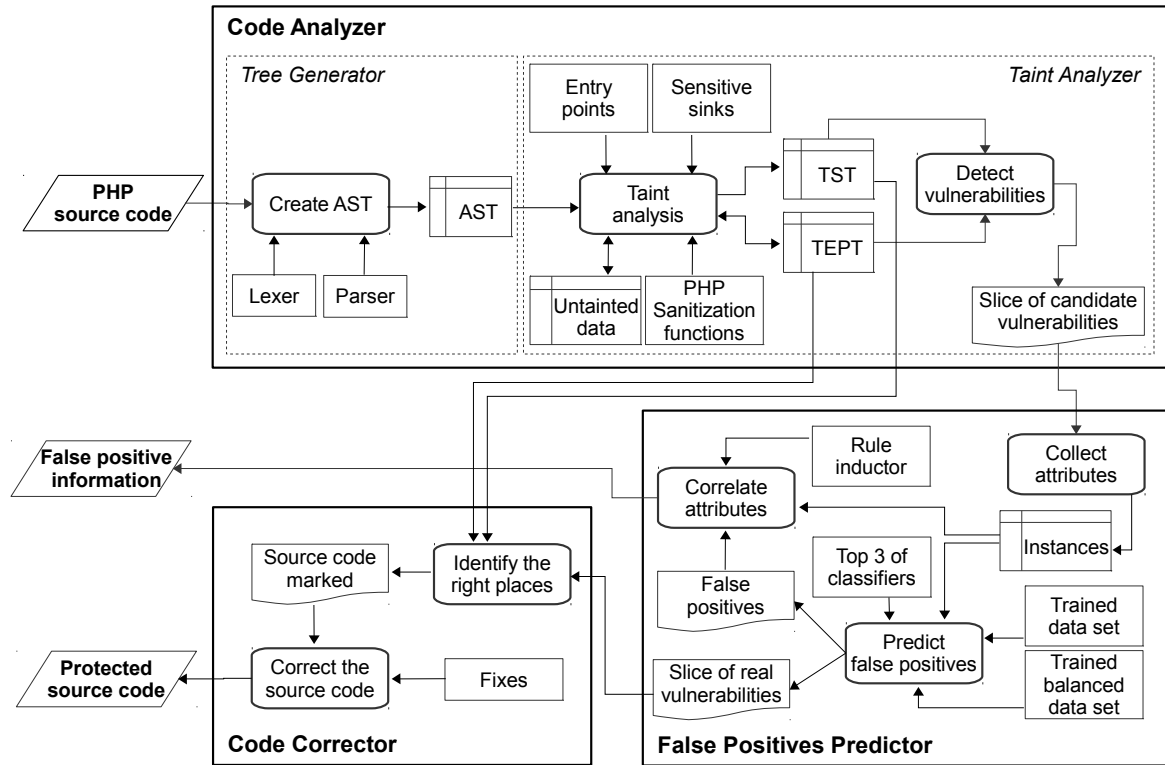 Code Analyzer
Tree Generator
Taint Analyzer
Entry
points
Sensitive
sinks
PHP
source code
Create AST
AST
Taint
analysis
TST
TEPT
Detect
vulnerabilities
Lexer
Parser
Untainted
data
PHP
Sanitization
functions
Slice of candidate
vulnerabilities
False positive
information
Correlate
attributes
Rule
inductor
Collect
attributes
Instances
Source code
marked
Identify the
right places
False
positives
Top 3 of
classifiers
Predict
false positives
Trained
data set
Trained
balanced
data set
Protected
source code
Correct the
source code
Fixes
Slice of real
vulnerabilities
Code Corrector
False Positives Predictor